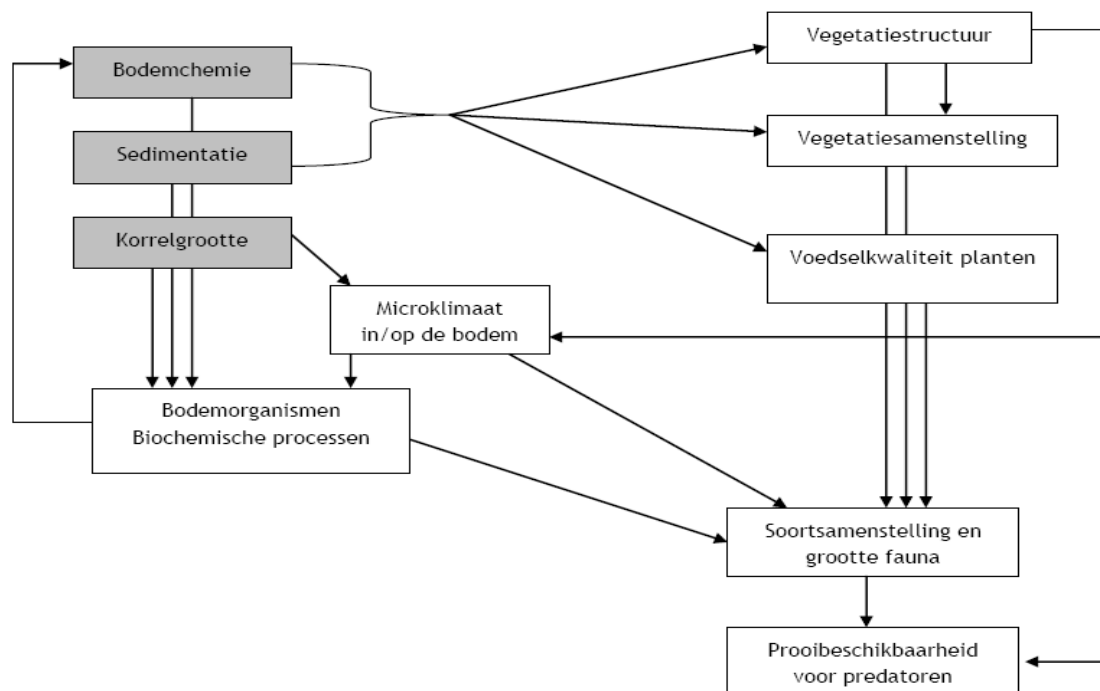 Vegetatiestructuur
Bodemchemie
Vegetatiesamenstelling
Sedimentatie
Korrelgrootte
Voedselkwaliteit planten
Microklimaat
in/op de bodem
Bodemorganismen
Biochemische processen
Soortsamenstelling en
grootte fauna
Prooibeschikbaarheid
voor predatoren